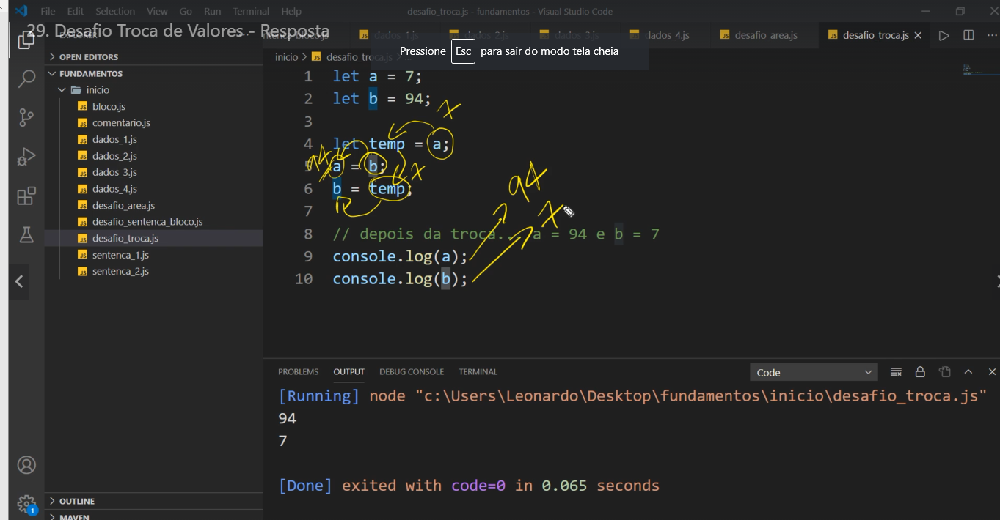 File Edit Selection View Go Run Terminal Help
desafio_troca.js - fundamentos - Visual Studio Code
29. Desafio Troca de Valores - Resposta
EXPLORER
dados_1.js
dados_2.js
dados_3.js
dados_4.js
desafio_area.js
desafio_troca.js
Pressione Esc para sair do modo tela cheia
inicio > desafio_troca.js > ...
OPEN EDITORS
FUNDAMENTOS
inicio
bloco.js
comentario.js
dados_1.js
dados_2.js
dados_3.js
dados_4.js
desafio_area.js
desafio_sentenca_bloco.js
desafio_troca.js
sentenca_1.js
sentenca_2.js
OUTLINE
MAVEN
1
1 let a = 7;
2 let b = 94;
3
4 let temp = a;
5 a = b;
6 b = temp;
7
8 // depois da troca... a = 94 e b = 7
9 console.log(a);
10 console.log(b);
7
94
7
94
7
PROBLEMS OUTPUT DEBUG CONSOLE TERMINAL
Code
[Running] node "c:\Users\Leonardo\Desktop\fundamentos\inicio\desafio_troca.js"
94
7
[Done] exited with code=0 in 0.065 seconds